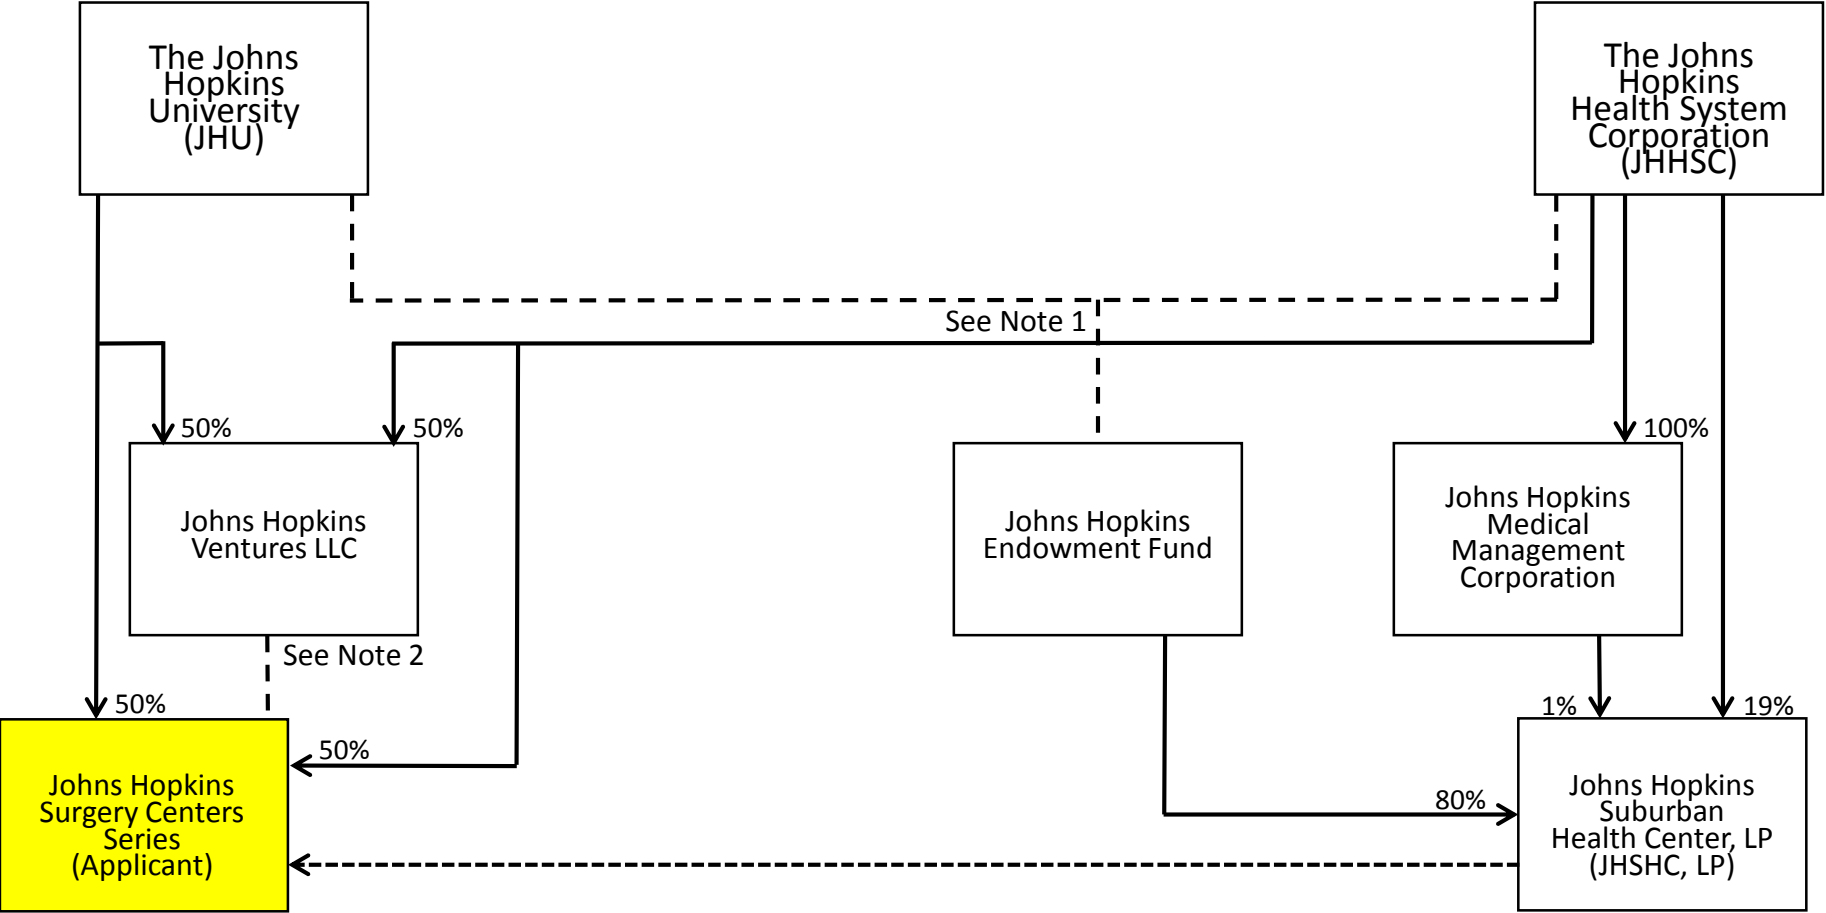 The Johns
Hopkins
University
(JHU)
The Johns
Hopkins
Health System
Corporation
(JHHSC)
See Note 1
50%
50%
100%
Johns Hopkins
Ventures LLC
Johns Hopkins
Endowment Fund
Johns Hopkins
Medical
Management
Corporation
See Note 2
50%
1%
19%
50%
80%
Johns Hopkins
Surgery Centers
Series
(Applicant)
Johns Hopkins
Suburban
Health Center, LP
(JHSHC, LP)